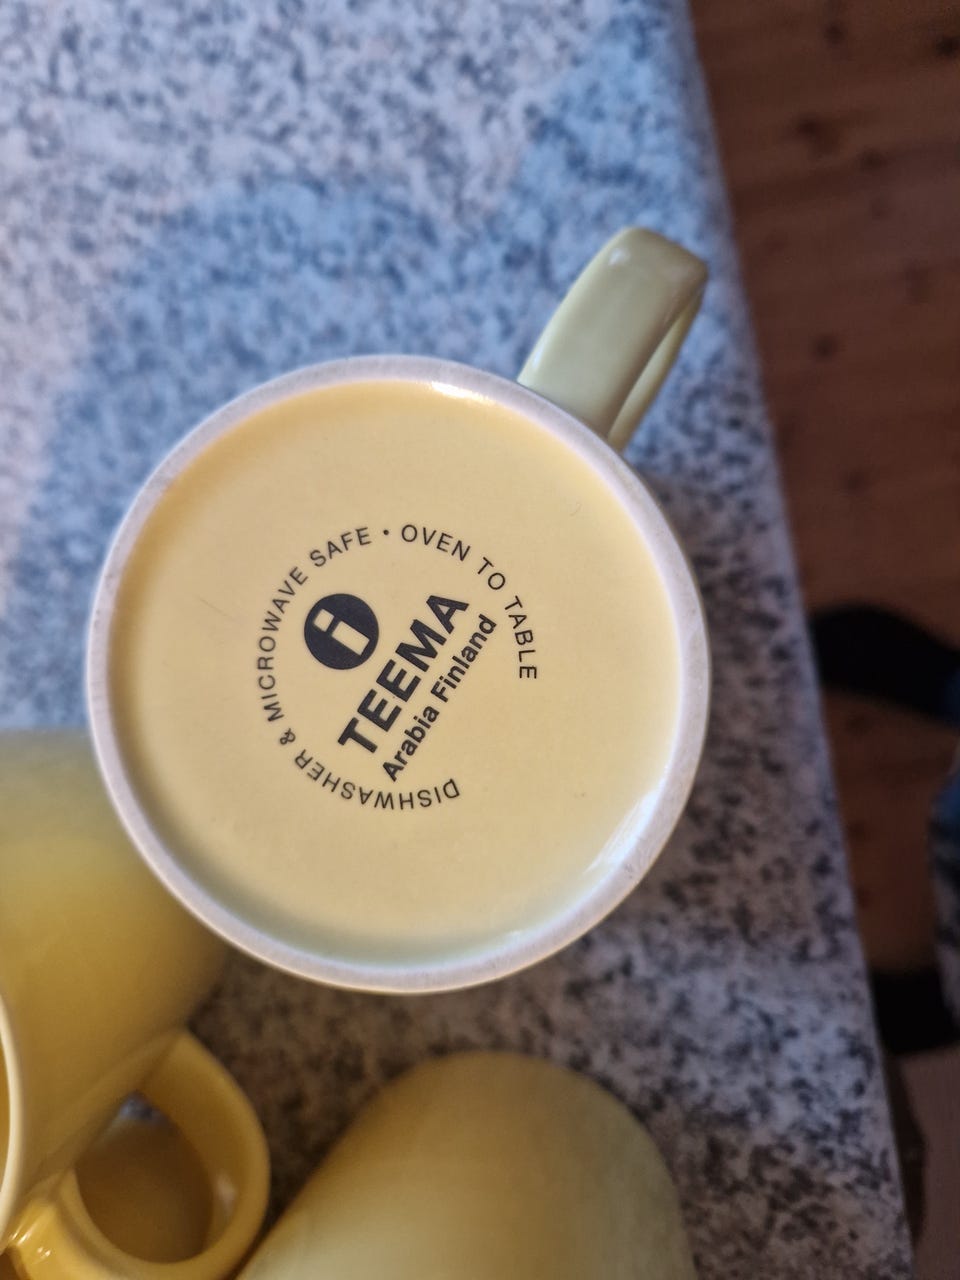 DISHWASHER & MICROWAVE SAFE • OVEN TO TABLE
i
TEEMA
Arabia Finland